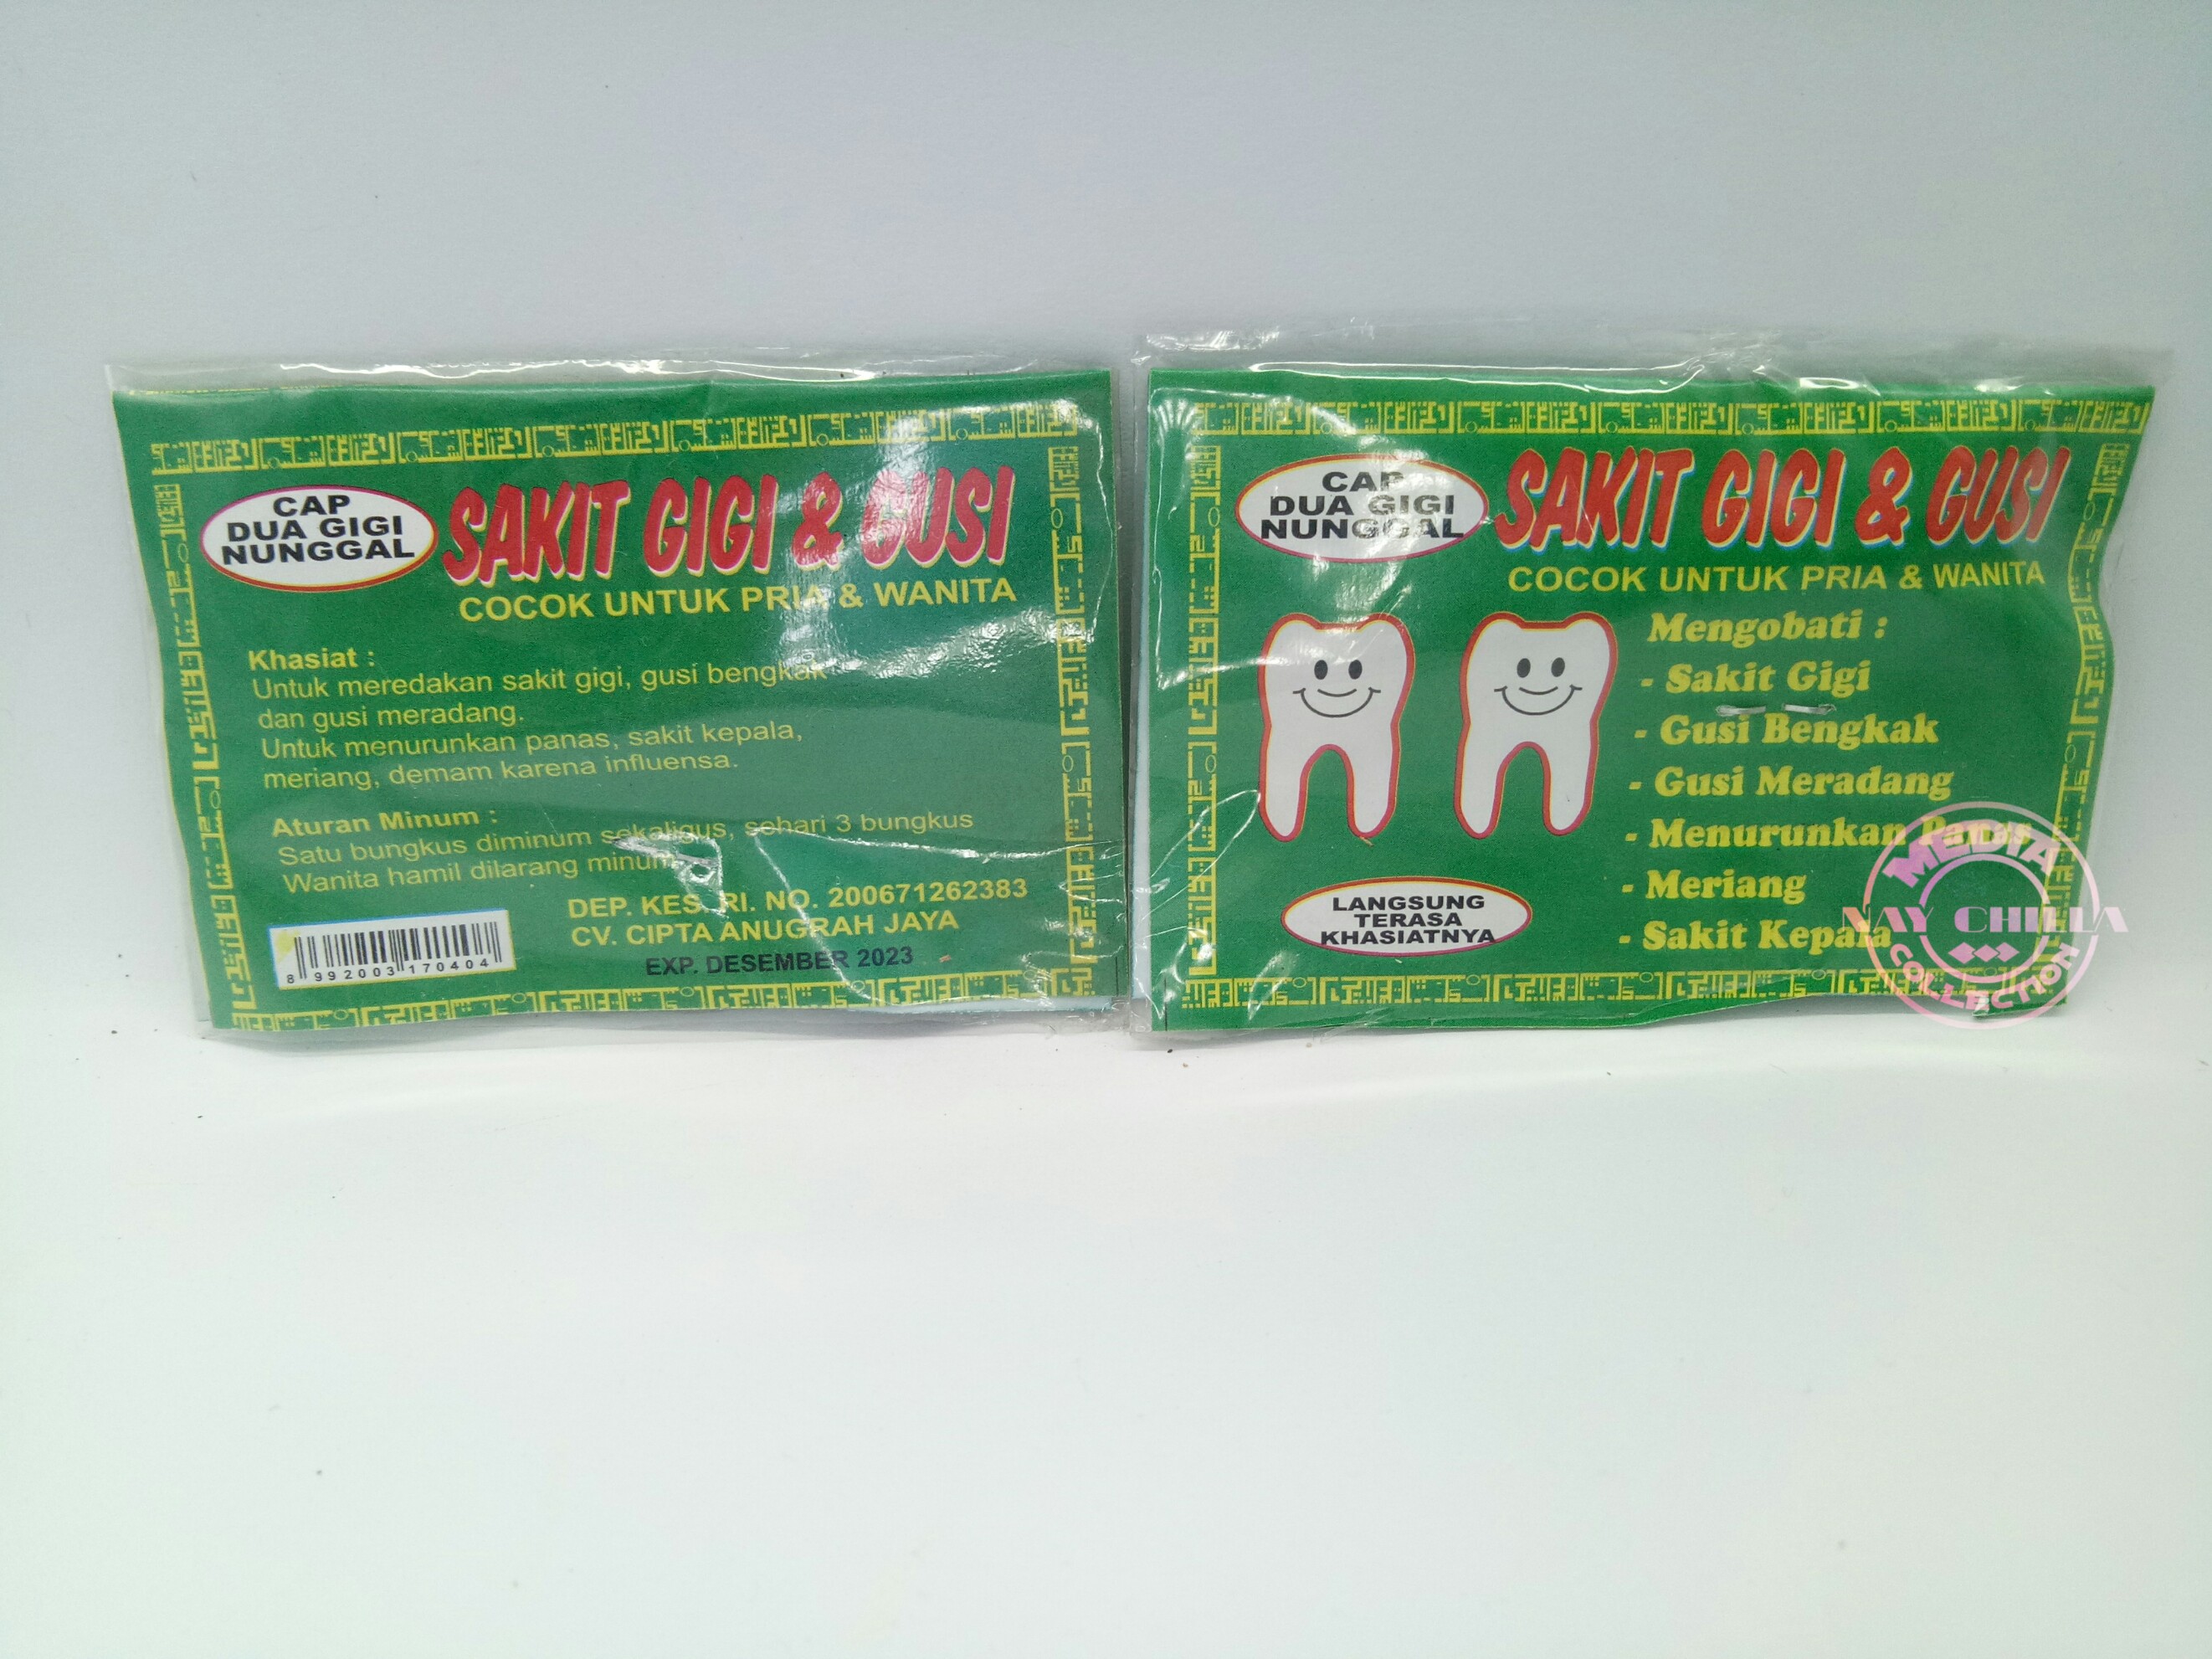 CAP
DUA GIGI
NUNGGAL
SAKIT GIGI & GUSI
COCOK UNTUK PRIA & WANITA
Khasiat :
Untuk meredakan sakit gigi, gusi bengkak
dan gusi meradang.
Untuk menurunkan panas, sakit kepala,
meriang, demam karena influensa.
Aturan Minum :
Satu bungkus diminum sekaligus, sehari 3 bungkus
Wanita hamil dilarang minum
DEP. KES. RI. NO. 200671262383
CV. CIPTA ANUGRAH JAYA
EXP. DESEMBER 2023
8 992003 170404
CAP
DUA GIGI
NUNGGAL
SAKIT GIGI & GUSI
COCOK UNTUK PRIA & WANITA
Mengobati :
- Sakit Gigi
- Gusi Bengkak
- Gusi Meradang
- Menurunkan Panas
- Meriang
- Sakit Kepala
LANGSUNG
TERASA
KHASIATNYA
MEDIA
NAY CHILLA
COLLECTION